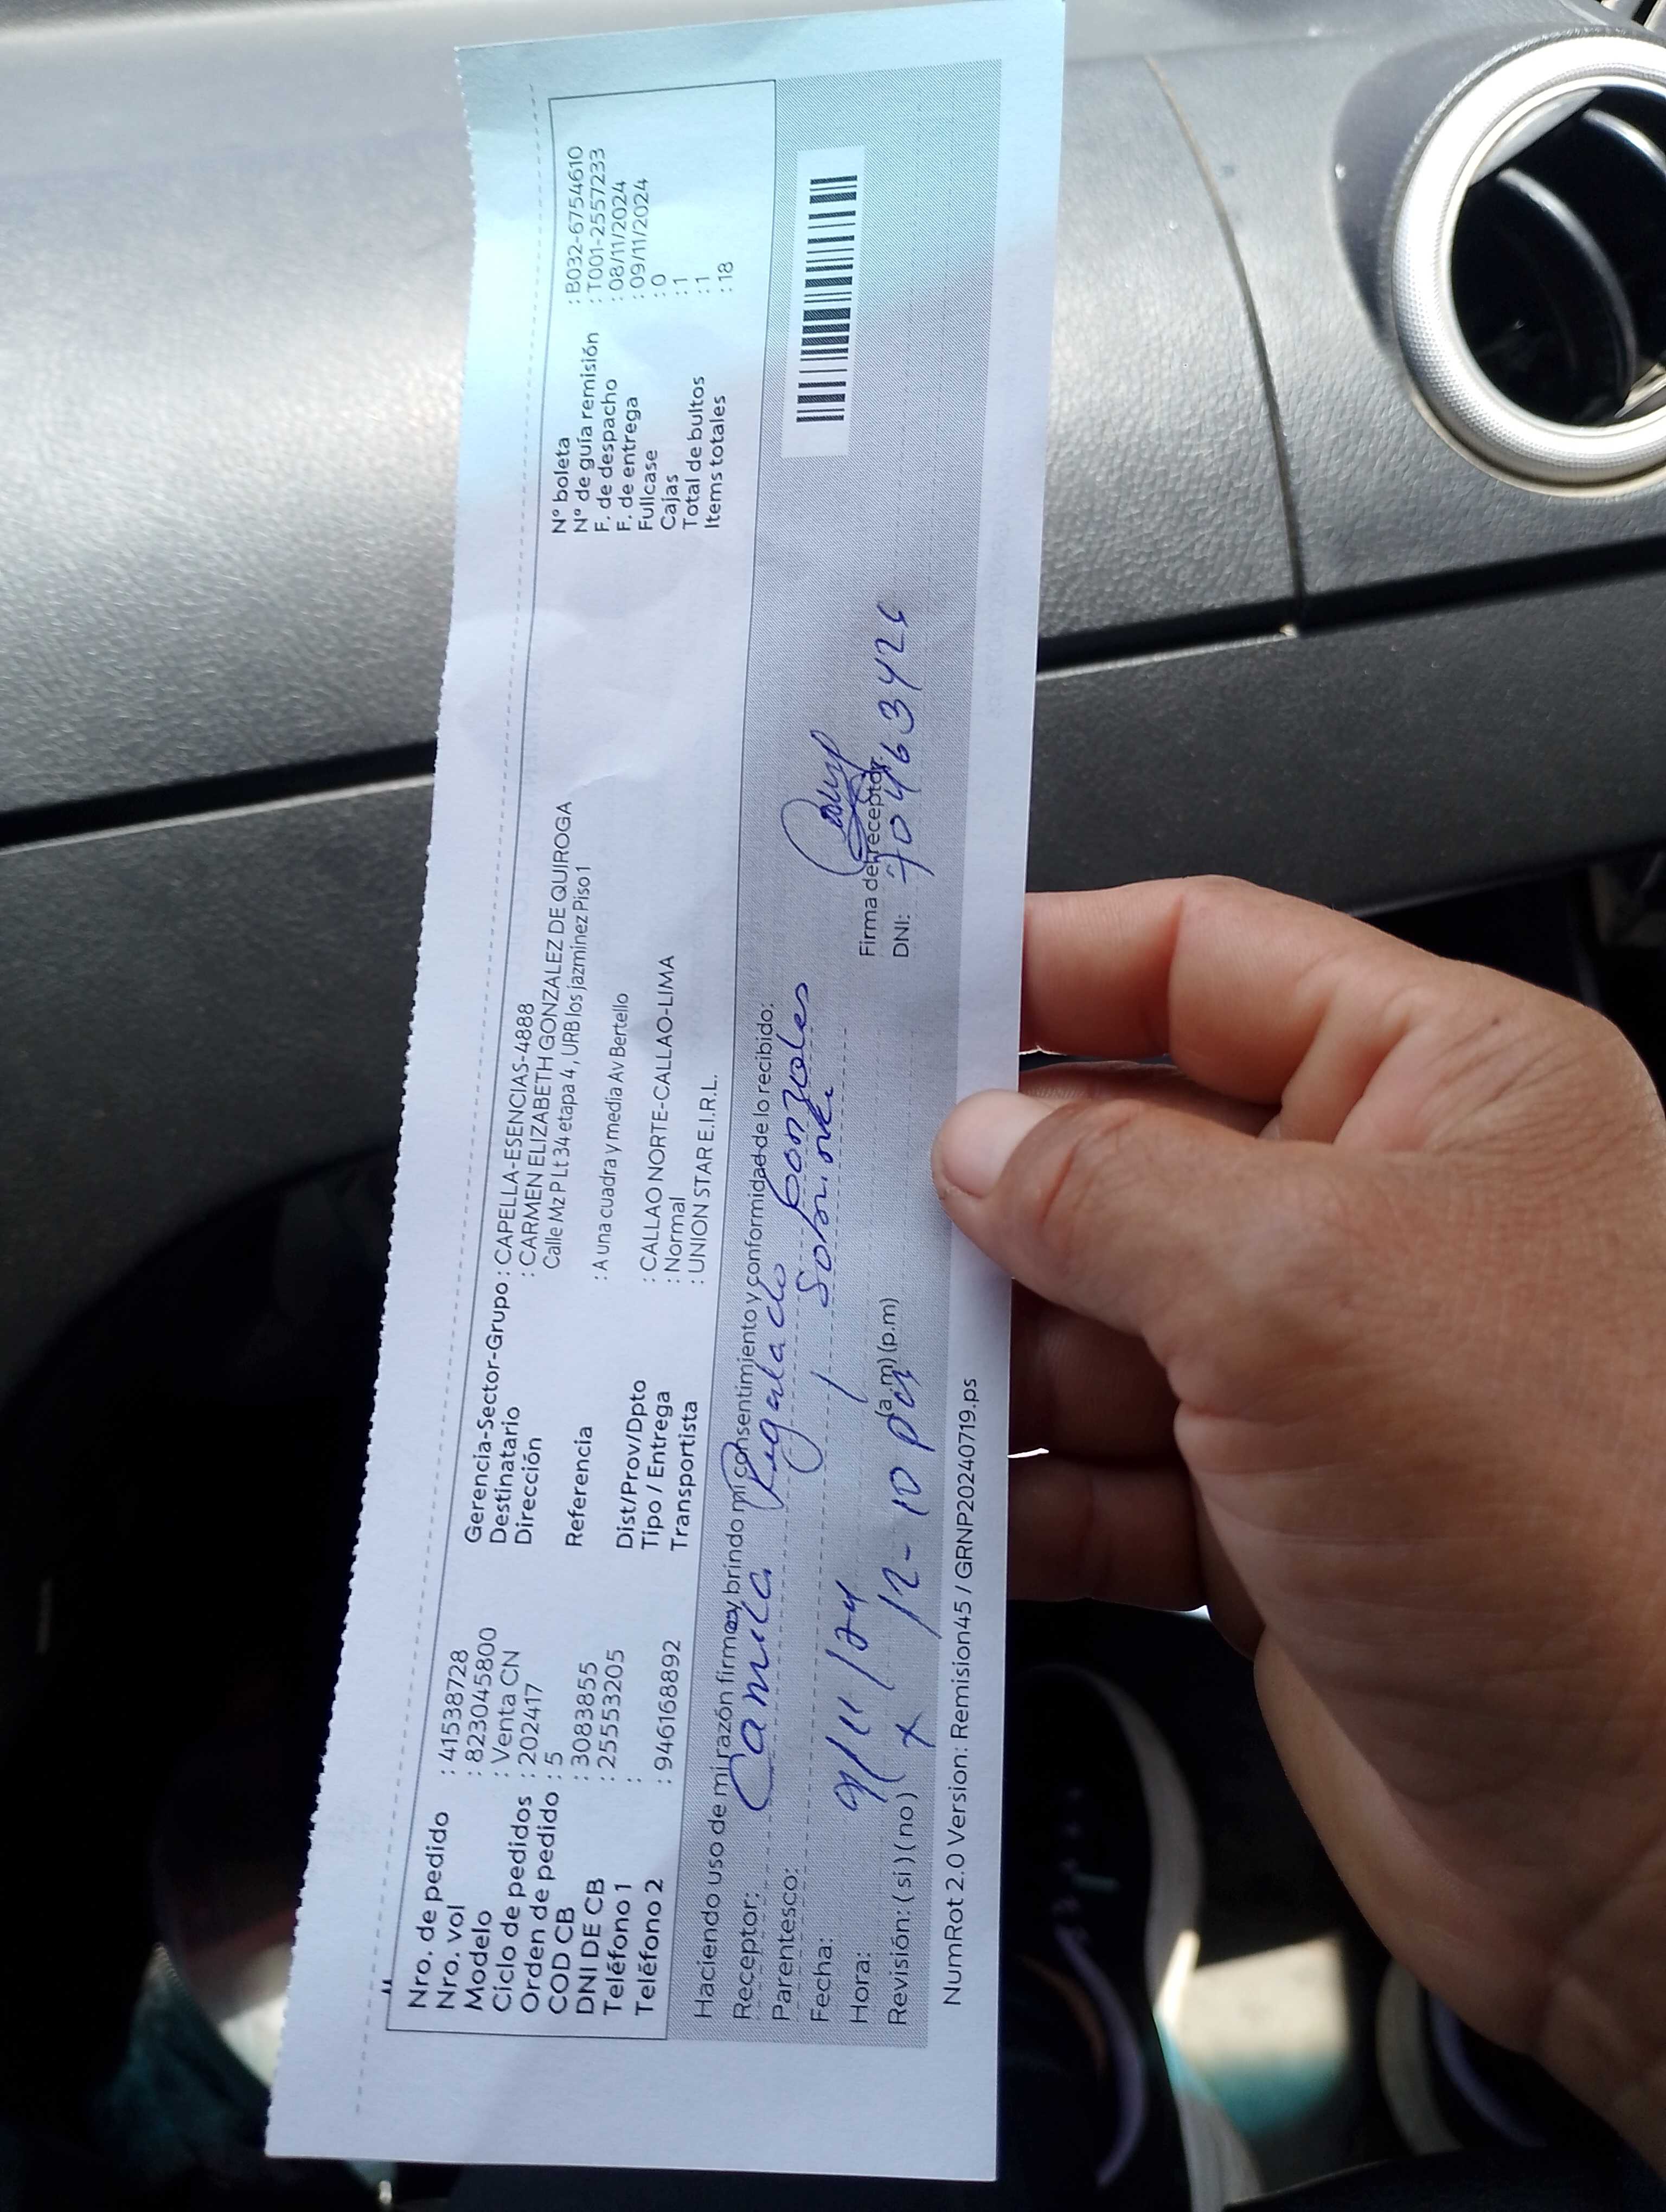 Nro. de pedido : 41538728
Nro. vol : 823045800
Modelo : Venta CN
Ciclo de pedidos : 202417
Orden de pedido : 5
COD CB : 3083855
DNI DE CB : 25553205
Teléfono 1 :
Teléfono 2 : 946168892
Gerencia-Sector-Grupo : CAPELLA-ESENCIAS-4888
Destinatario : CARMEN ELIZABETH GONZALEZ DE QUIROGA
Dirección Calle Mz P Lt 34 etapa 4 , URB los jazminez Piso 1
Referencia : A una cuadra y media Av Bertello
Dist/Prov/Dpto : CALLAO NORTE-CALLAO-LIMA
Tipo / Entrega : Normal
Transportista : UNION STAR E.I.R.L.
N° boleta : B032-6754610
N° de guía remisión : T001-2557233
F. de despacho : 08/11/2024
F. de entrega : 09/11/2024
Fullcase : 0
Cajas : 1
Total de bultos : 1
Items totales : 18
Haciendo uso de mi razón firmo y brindo mi consentimiento y conformidad de lo recibido:
Receptor: Camila Regalado Gonzales
Parentesco: Sobrina
Fecha: 9/11/24
Hora: 12-10 pm (a.m) (p.m)
Revisión: ( si ) ( no ) x
Firma del receptor
DNI:
NumRot 2.0 Version: Remision45 / GRNP20240719.ps